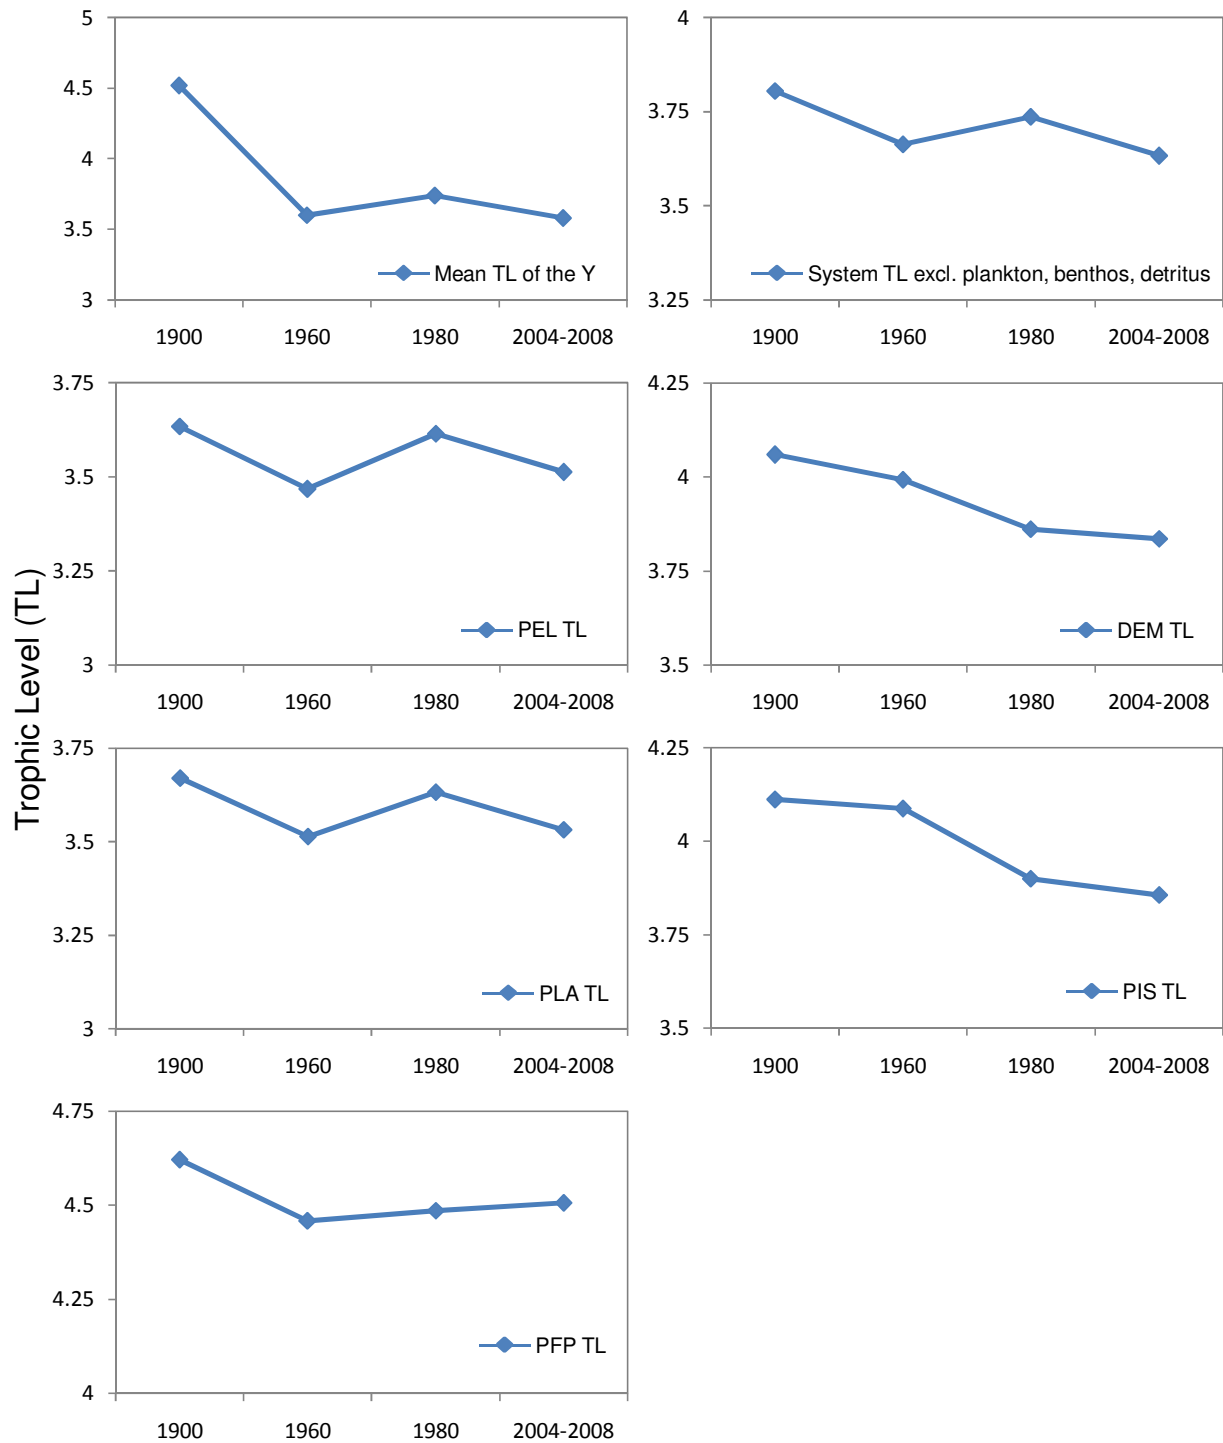 Trophic Level (TL)
5
4.5
4
3.5
3
Mean TL of the Y
1900 1960 1980 2004-2008
4
3.75
3.5
3.25
System TL excl. plankton, benthos, detritus
1900 1960 1980 2004-2008
3.75
3.5
3.25
3
PEL TL
1900 1960 1980 2004-2008
4.25
4
3.75
3.5
DEM TL
1900 1960 1980 2004-2008
3.75
3.5
3.25
3
PLA TL
1900 1960 1980 2004-2008
4.25
4
3.75
3.5
PIS TL
1900 1960 1980 2004-2008
4.75
4.5
4.25
4
PFP TL
1900 1960 1980 2004-2008